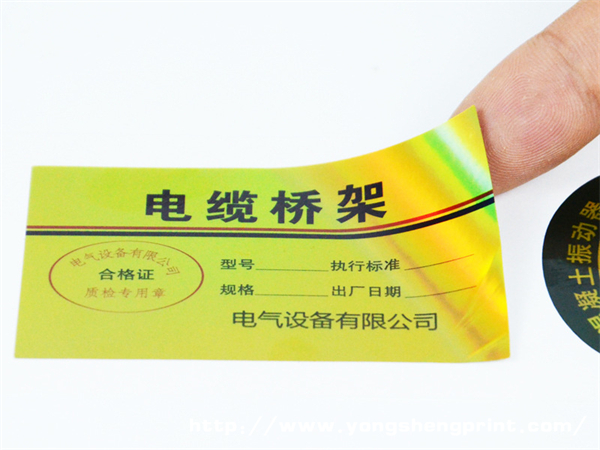 电缆桥架
电气设备有限公司
合格证
质检专用章
型号 执行标准
规格 出厂日期
电气设备有限公司
混凝土振动器
http://www.yongshengprint.com/